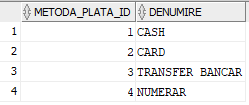 METODA_PLATA_ID DENUMIRE
1 1 CASH
2 2 CARD
3 3 TRANSFER BANCAR
4 4 NUMERAR